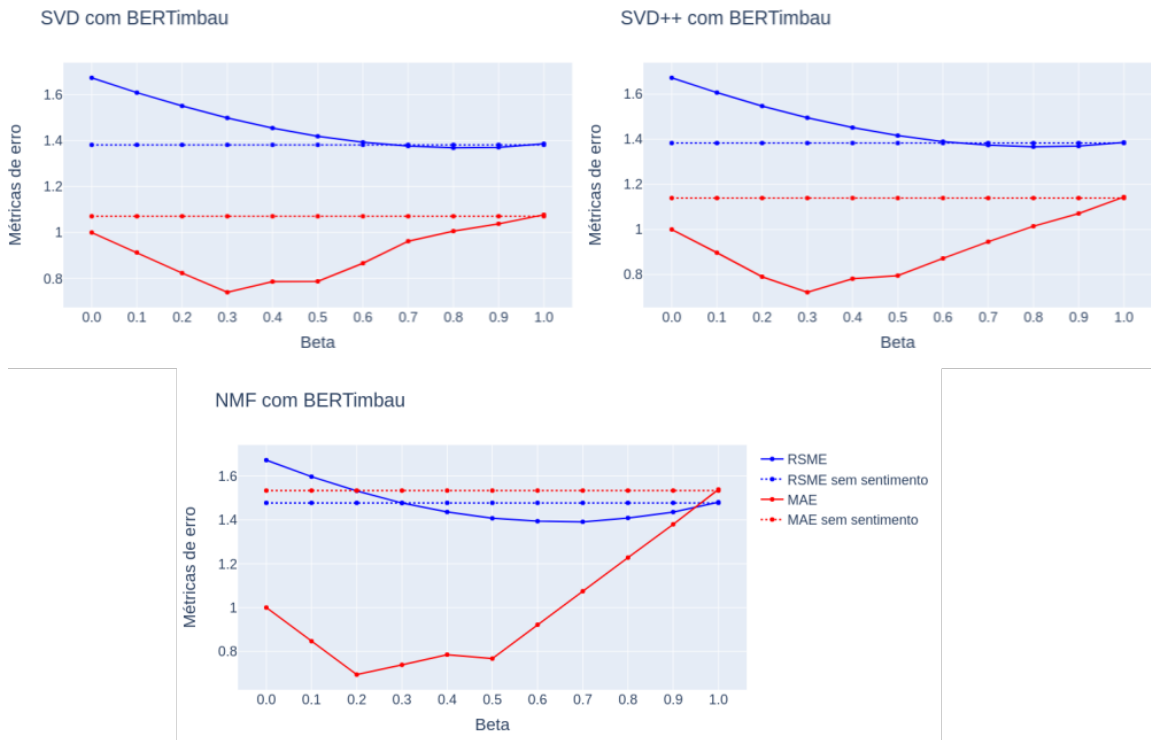 SVD com BERTimbau
Métricas de erro
1.6
1.4
1.2
1
0.8
0.0 0.1 0.2 0.3 0.4 0.5 0.6 0.7 0.8 0.9 1.0
Beta
SVD++ com BERTimbau
Métricas de erro
1.6
1.4
1.2
1
0.8
0.0 0.1 0.2 0.3 0.4 0.5 0.6 0.7 0.8 0.9 1.0
Beta
NMF com BERTimbau
Métricas de erro
1.6
1.4
1.2
1
0.8
0.0 0.1 0.2 0.3 0.4 0.5 0.6 0.7 0.8 0.9 1.0
Beta
RSME
RSME sem sentimento
MAE
MAE sem sentimento